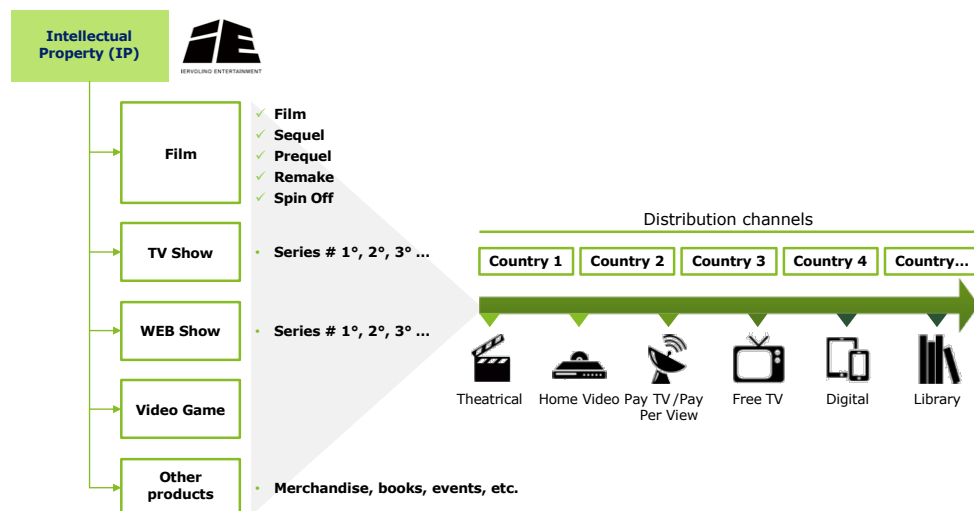 Intellectual
Property (IP)
IERVOLINO ENTERTAINMENT
Film
✓ Film
✓ Sequel
✓ Prequel
✓ Remake
✓ Spin Off
TV Show
• Series # 1°, 2°, 3° ...
WEB Show
• Series # 1°, 2°, 3° ...
Video Game
Other
products
• Merchandise, books, events, etc.
Distribution channels
Country 1
Country 2
Country 3
Country 4
Country...
Theatrical
Home Video
Pay TV /Pay
Per View
Free TV
Digital
Library